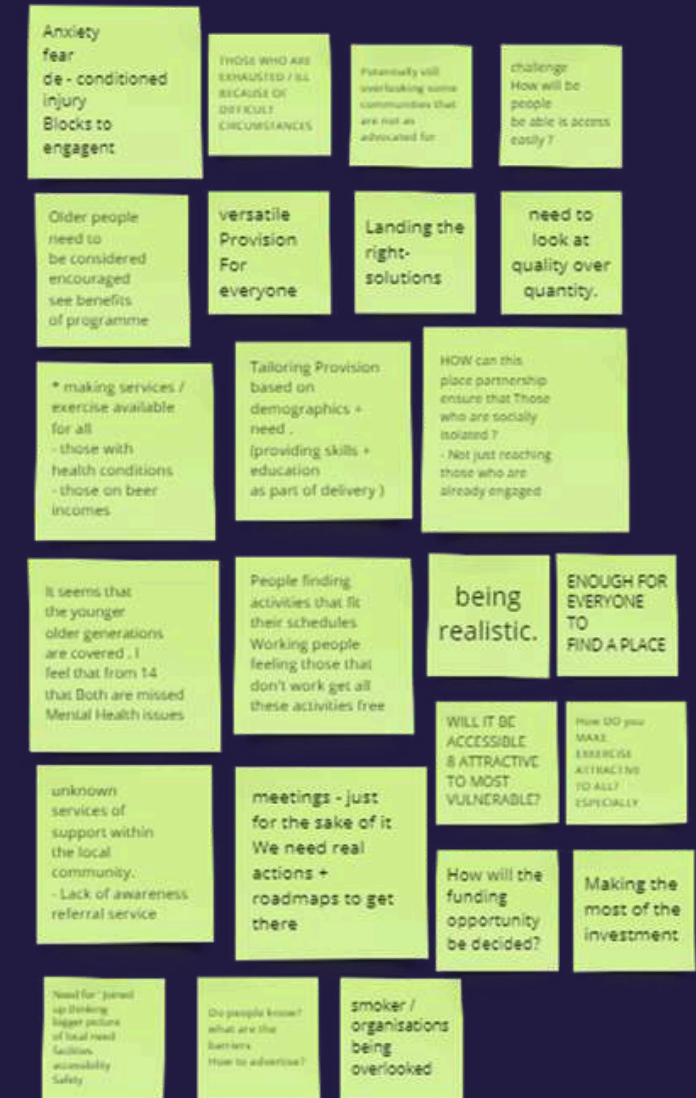 Anxiety
fear
de - conditioned
injury
Blocks to
engagent
THOSE WHO ARE
EXHAUSTED / ILL
BECAUSE OF
DIFFICULT
CIRCUMSTANCES
Potentially still
overlooking some
communities that
are not as
advocated for
challenge
How will be
people
be able is access
easily ?
Older people
need to
be considered
encouraged
see benefits
of programme
versatile
Provision
For
everyone
Landing the
right-
solutions
need to
look at
quality over
quantity.
* making services /
exercise available
for all
- those with
health conditions
- those on beer
incomes
Tailoring Provision
based on
demographics +
need .
(providing skills +
education
as part of delivery )
HOW can this
place partnership
ensure that Those
who are socially
isolated ?
- Not just reaching
those who are
already engaged
It seems that
the younger
older generations
are covered . I
feel that from 14
that Both are missed
Mental Health issues
People finding
activities that fit
their schedules
Working people
feeling those that
don't work get all
these activities free
being
realistic.
ENOUGH FOR
EVERYONE
TO
FIND A PLACE
WILL IT BE
ACCESSIBLE
8 ATTRACTIVE
TO MOST
VULNERABLE?
How DO you
MAKE
EXKERCISE
ATTRACTIVE
TO ALL?
ESPECIALLY
unknown
services of
support within
the local
community.
- Lack of awareness
referral service
meetings - just
for the sake of it
We need real
actions +
roadmaps to get
there
How will the
funding
opportunity
be decided?
Making the
most of the
investment
Need for ' Joined
up thinking
bigger picture
of local need
facilities
accessibility
Safety
Do people know?
what are the
barriers
How to advertise?
smoker /
organisations
being
overlooked